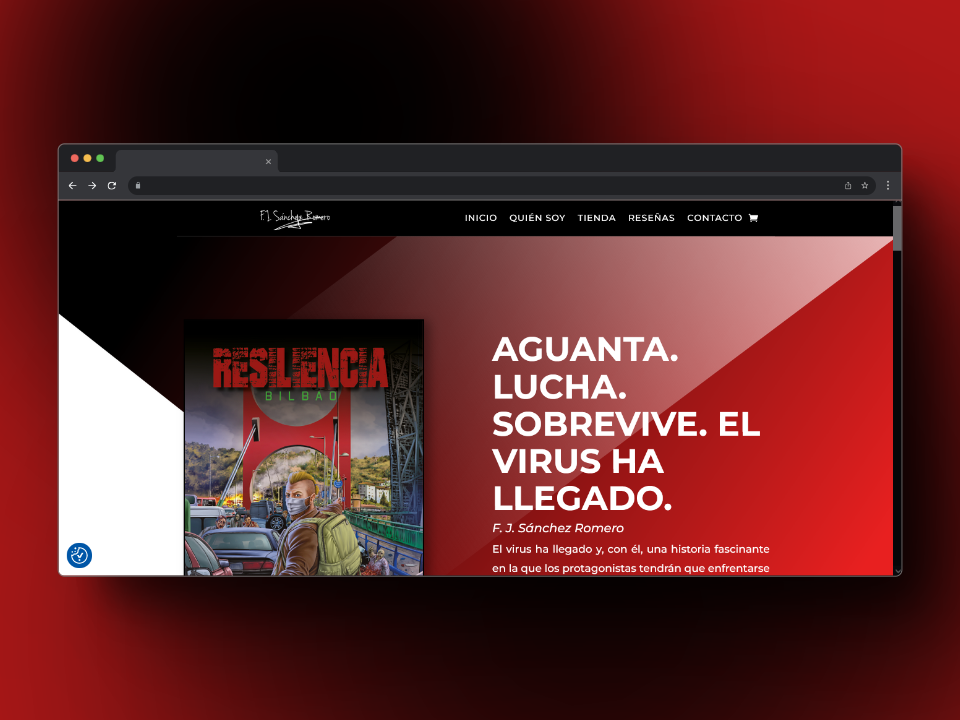 F.J. Sánchez Romero
INICIO QUIÉN SOY TIENDA RESEÑAS CONTACTO
RESILIENCIA
BILBAO
AGUANTA.
LUCHA.
SOBREVIVE. EL
VIRUS HA
LLEGADO.
F. J. Sánchez Romero
El virus ha llegado y, con él, una historia fascinante
en la que los protagonistas tendrán que enfrentarse